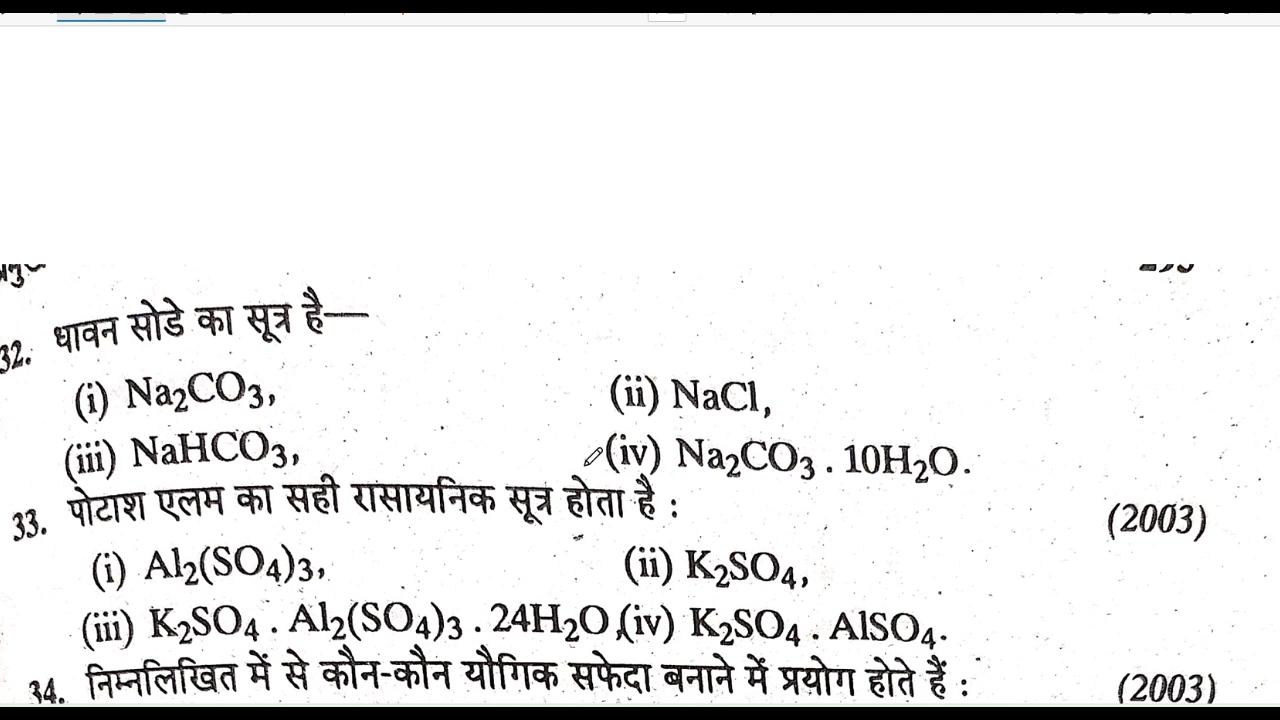 32. धावन सोडे का सूत्र है—
(i) Na₂CO₃, (ii) NaCl,
(iii) NaHCO₃, (iv) Na₂CO₃ . 10H₂O.
33. पोटाश एलम का सही रासायनिक सूत्र होता है : (2003)
(i) Al₂(SO₄)₃, (ii) K₂SO₄,
(iii) K₂SO₄ . Al₂(SO₄)₃ . 24H₂O, (iv) K₂SO₄ . AlSO₄.
34. निम्नलिखित में से कौन-कौन यौगिक सफेदा बनाने में प्रयोग होते हैं : (2003)